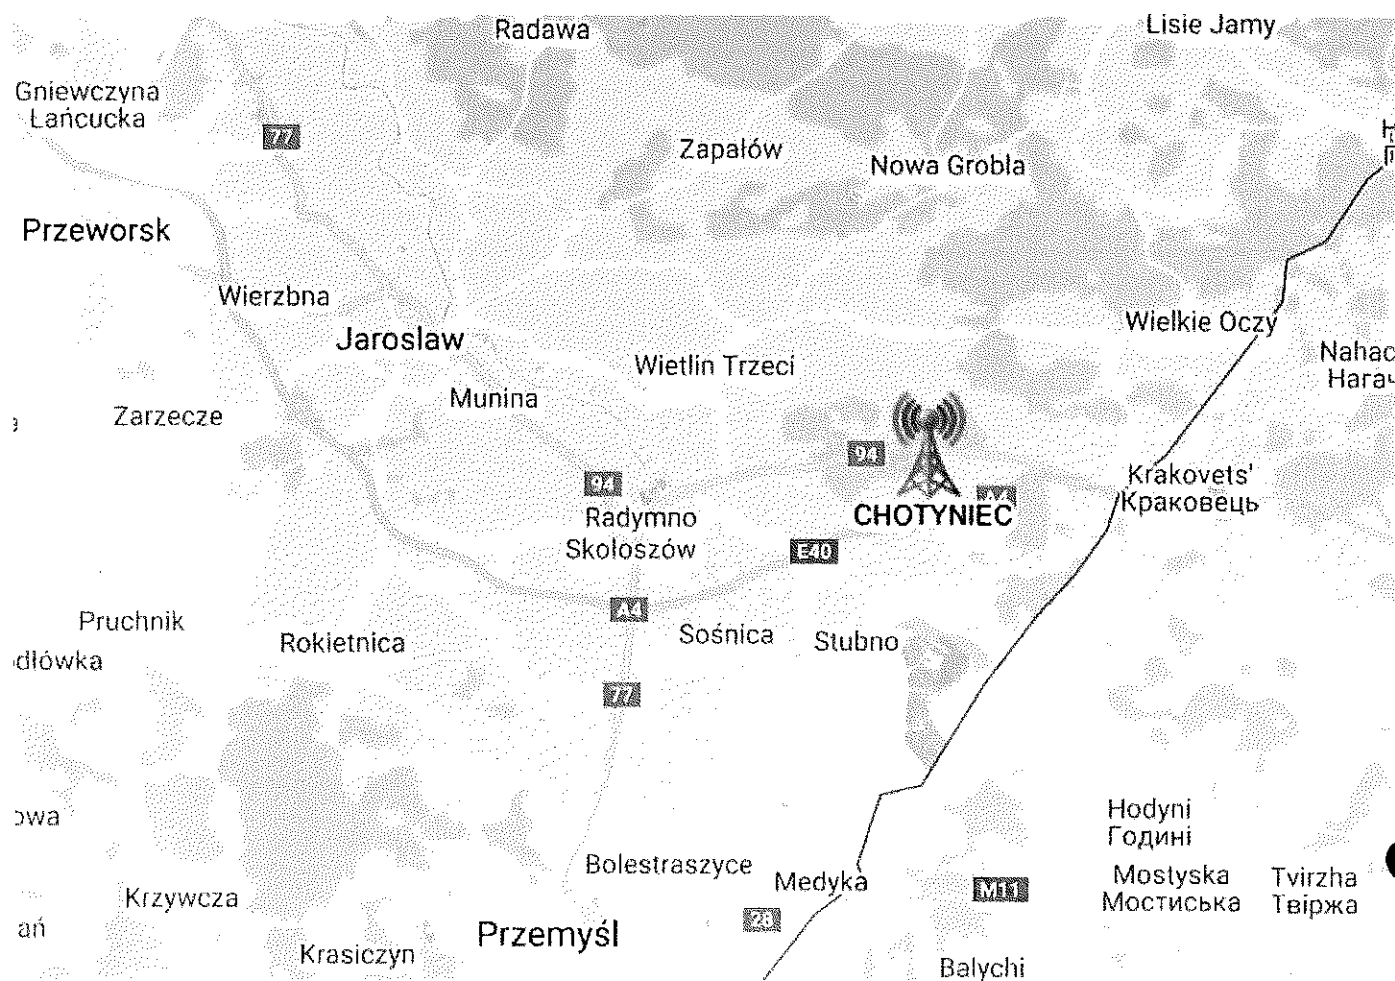 Radawa
Lisie Jamy
Gniewczyna
Łańcucka
77
Zapałów
Nowa Grobla
Przeworsk
Wierzbna
Jaroslaw
Wielkie Oczy
Wietlin Trzeci
Munina
Zarzecze
94
94
Krakovets'
Краковець
A4
CHOTYNIEC
Radymno
Skołoszów
E40
A4
Pruchnik
Rokietnica
Sośnica
Stubno
77
Hodyni
Годині
Bolestraszyce
Medyka
M11
Mostyska
Мостиська
Tvirzha
Твіржа
Krzywcza
28
Przemyśl
Krasiczyn
Balychi